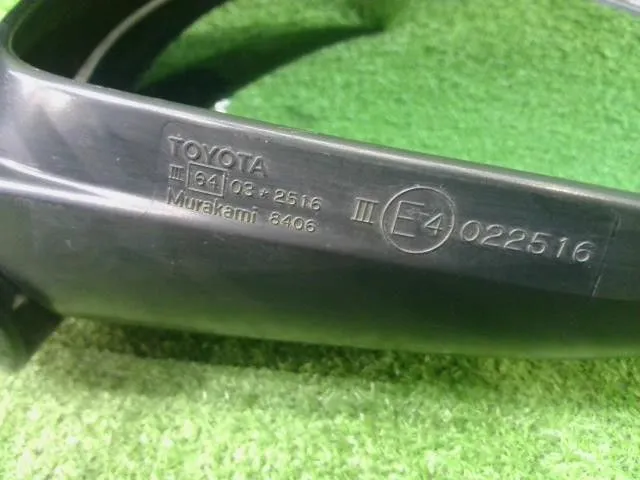 TOYOTA
III 64 03*2516
Murakami 8406
III E4 022516